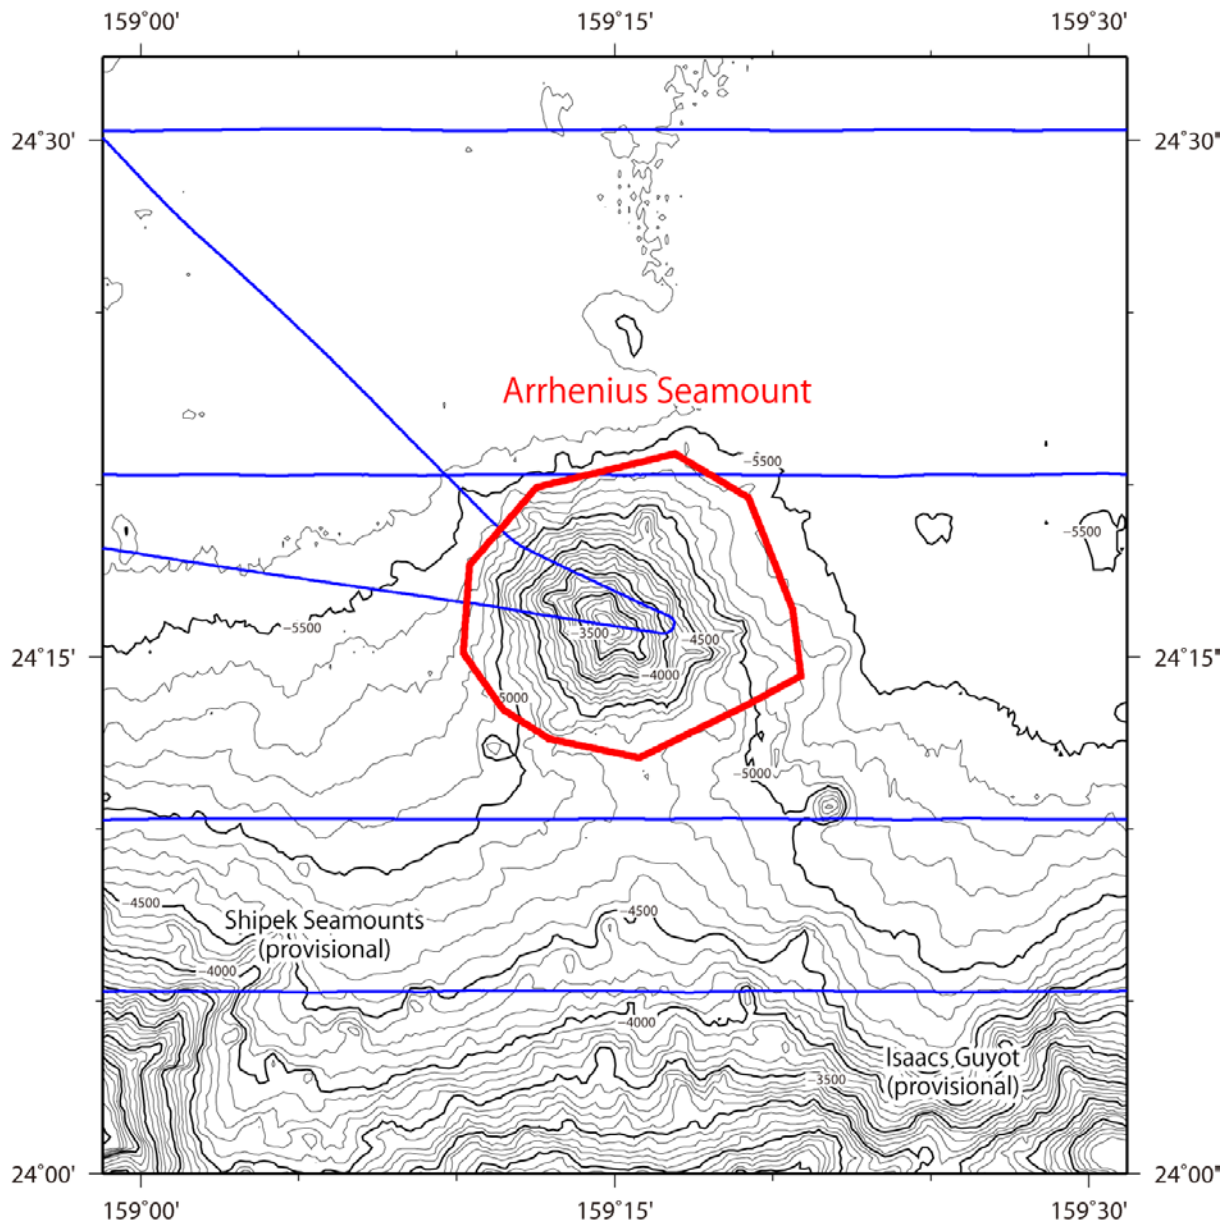 159°00' 159°15' 159°30'
24°30' 24°30"
Arrhenius Seamount
-5500
-5500
-5500
-3500 -4500
24°15' 24°15"
-4000
5000
-5000
-4500
-4500
Shipek Seamounts
(provisional)
-4000
-4000
Isaacs Guyot
(provisional)
-3500
24°00' 24°00"
159°00' 159°15' 159°30'